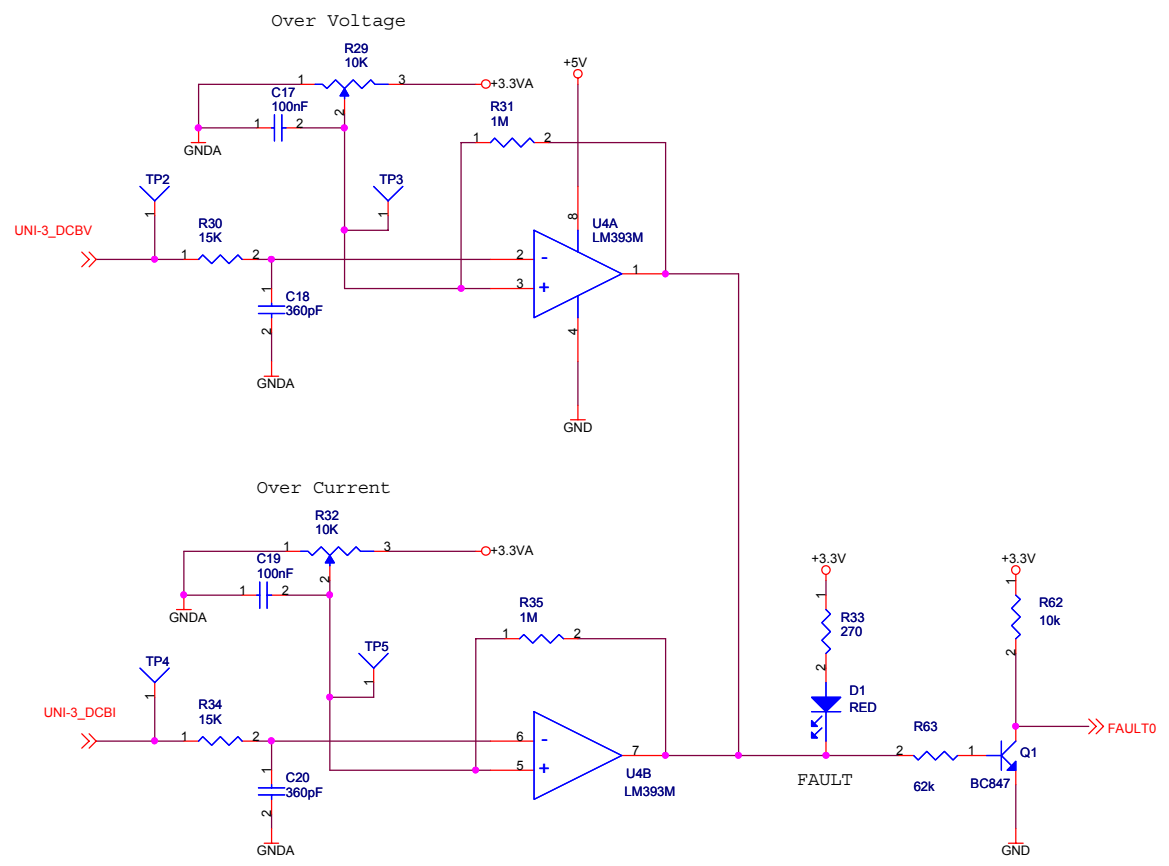 Over Voltage
R29
10K
1
3
+3.3VA
2
C17
100nF
1
2
GNDA
+5V
R31
1M
1
2
TP2
1
TP3
1
UNI-3_DCBV
R30
15K
1
2
8
U4A
LM393M
2
-
3
+
1
4
C18
360pF
1
2
GNDA
GND
Over Current
R32
10K
1
3
+3.3VA
2
C19
100nF
1
2
GNDA
R35
1M
1
2
TP4
1
TP5
1
UNI-3_DCBI
R34
15K
1
2
6
-
5
+
7
U4B
LM393M
C20
360pF
1
2
GNDA
+3.3V
1
R33
270
2
D1
RED
FAULT
+3.3V
1
R62
10k
2
FAULT0
R63
2
1
62k
Q1
BC847
GND